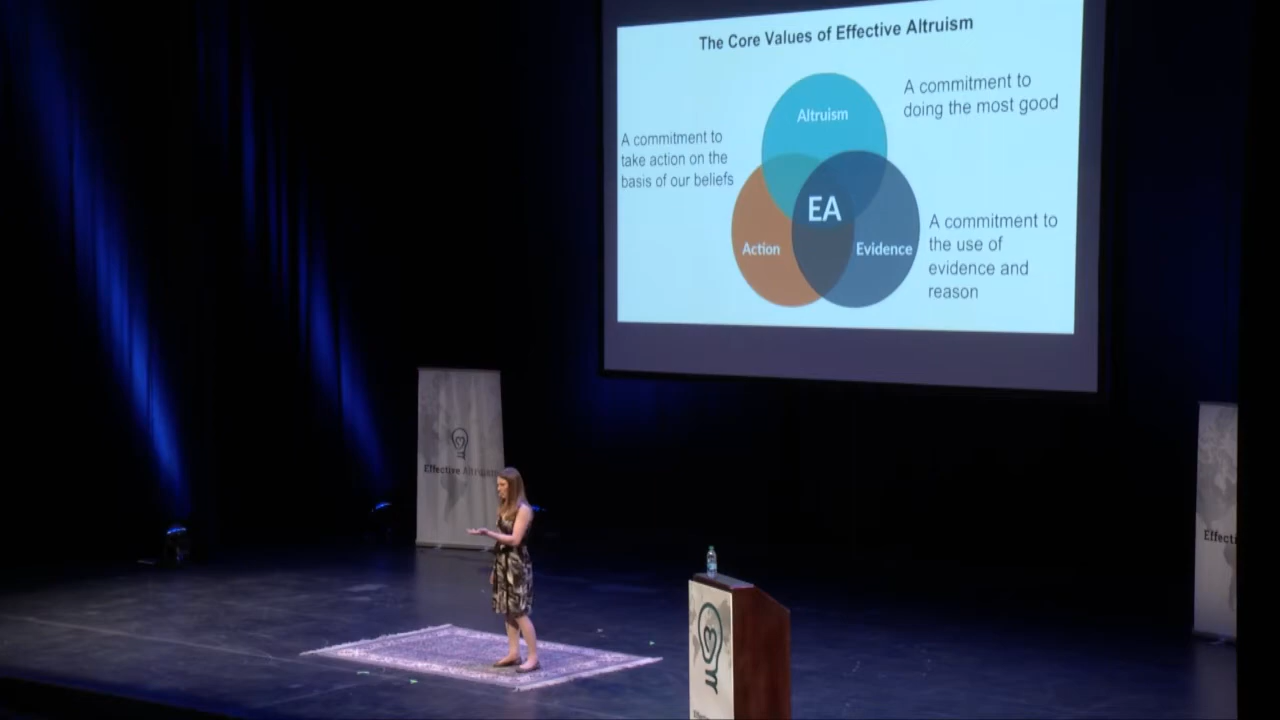 The Core Values of Effective Altruism
Altruism
A commitment to
doing the most good
A commitment to
take action on the
basis of our beliefs
EA
Action
Evidence
A commitment to
the use of
evidence and
reason
Effective Altruism
Effecti